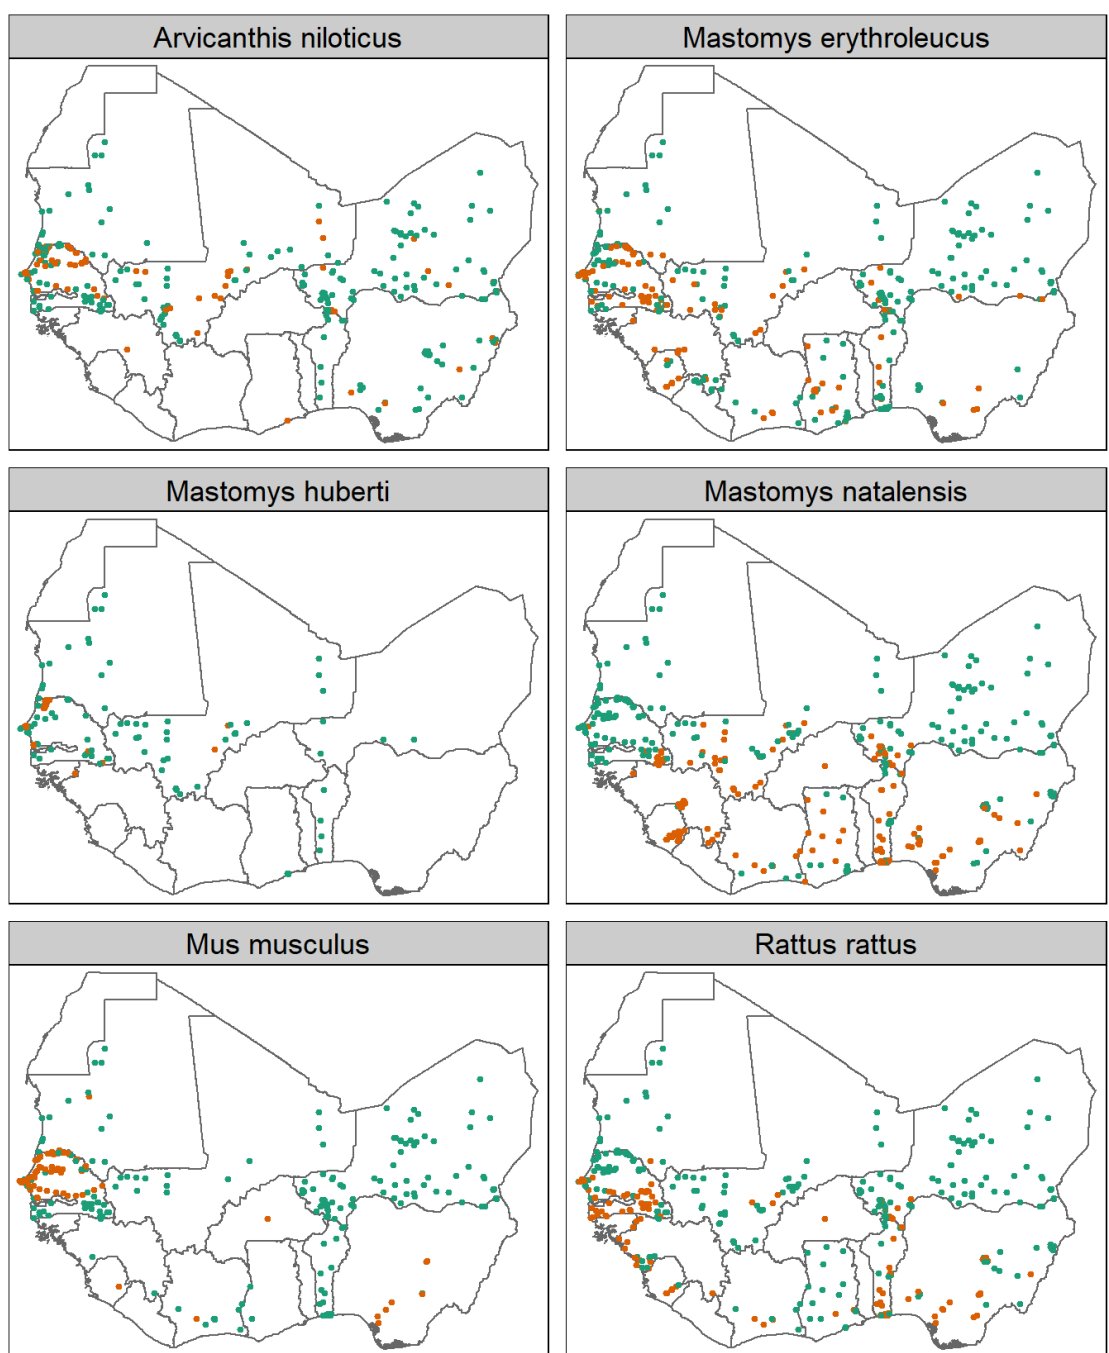 Arvicanthis niloticus
Mastomys erythroleucus
Mastomys huberti
Mastomys natalensis
Mus musculus
Rattus rattus